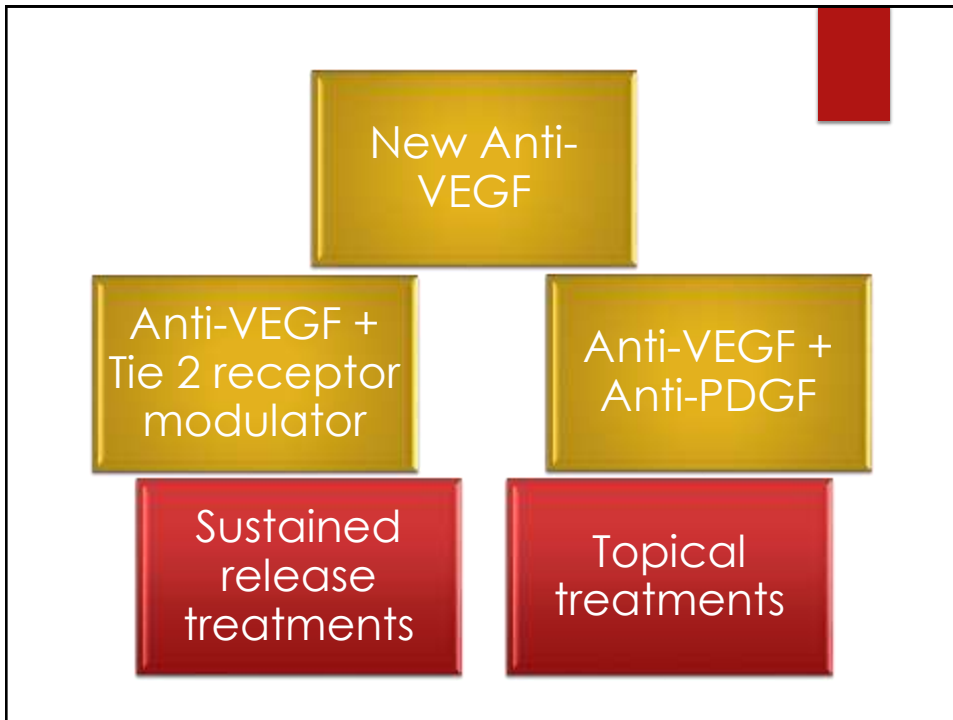 New Anti-
VEGF
Anti-VEGF +
Tie 2 receptor
modulator
Anti-VEGF +
Anti-PDGF
Sustained
release
treatments
Topical
treatments